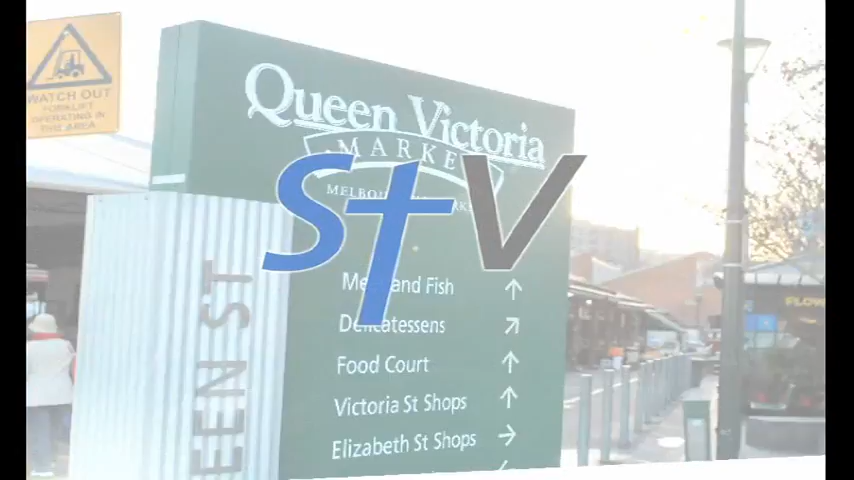 WATCH OUT
FORKLIFT
OPERATING IN
THIS AREA
Queen Victoria
MARKET
StV
Meat and Fish
Delicatessens
Food Court
Victoria St Shops
Elizabeth St Shops
EEN ST
FLOW